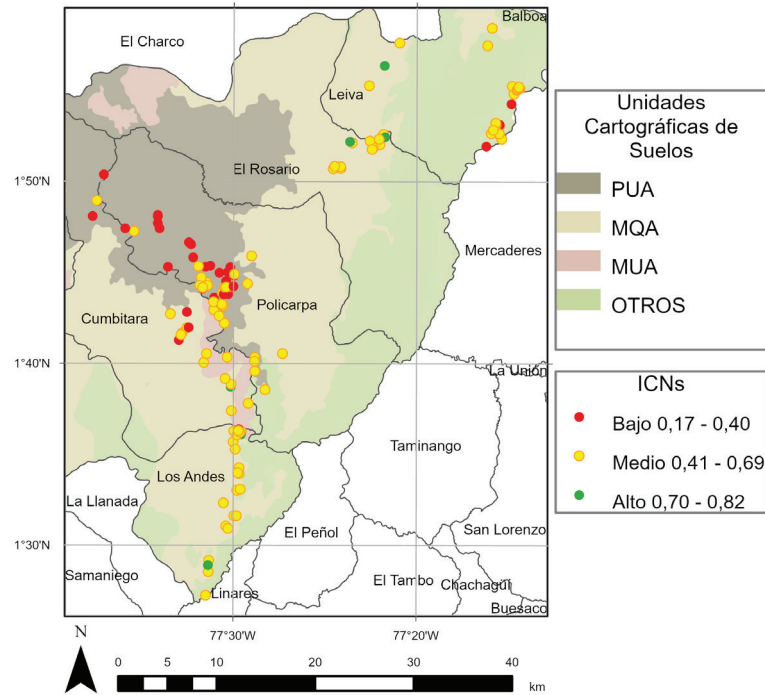 Balboa
El Charco
Leiva
El Rosario
1°50'N
Mercaderes
Policarpa
Cumbitara
1°40'N
La Unión
Taminango
Los Andes
La Llanada
El Peñol
San Lorenzo
1°30'N
Samaniego
El Tambo
Chachagüí
Linares
Buesaco
77°30'W
77°20'W
N
0 5 10 20 30 40
km
Unidades
Cartográficas de
Suelos
PUA
MQA
MUA
OTROS
ICNs
Bajo 0,17 - 0,40
Medio 0,41 - 0,69
Alto 0,70 - 0,82